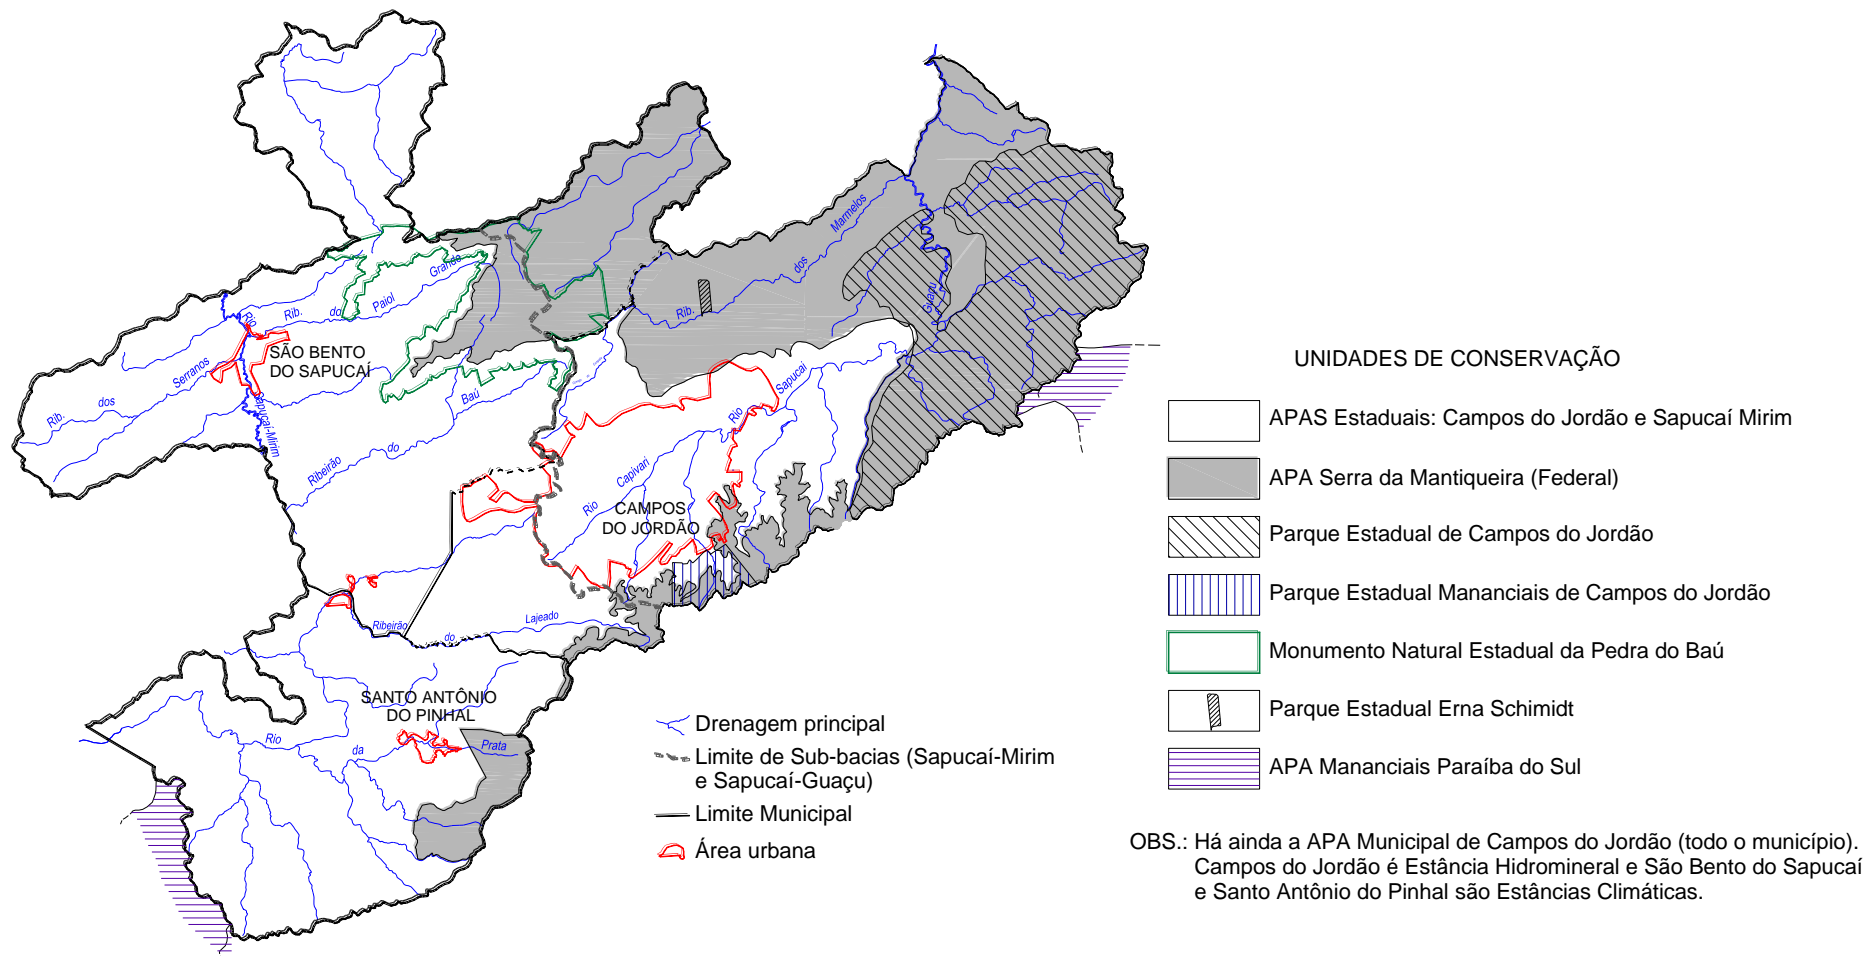 Marmelos
dos
Rib.
Guaçu
Grande
Paiol
do
Rib.
Rio
SÃO BENTO
DO SAPUCAÍ
Serranos
dos
Rib.
Sapucaí-Mirim
Baú
do
Ribeirão
Sapucaí
Rio
Capivari
Rio
CAMPOS
DO JORDÃO
Ribeirão
do
Lajeado
SANTO ANTÔNIO
DO PINHAL
Rio
da
Prata
Drenagem principal
Limite de Sub-bacias (Sapucaí-Mirim
e Sapucaí-Guaçu)
Limite Municipal
Área urbana
UNIDADES DE CONSERVAÇÃO
APAS Estaduais: Campos do Jordão e Sapucaí Mirim
APA Serra da Mantiqueira (Federal)
Parque Estadual de Campos do Jordão
Parque Estadual Mananciais de Campos do Jordão
Monumento Natural Estadual da Pedra do Baú
Parque Estadual Erna Schimidt
APA Mananciais Paraíba do Sul
OBS.: Há ainda a APA Municipal de Campos do Jordão (todo o município).
Campos do Jordão é Estância Hidromineral e São Bento do Sapucaí
e Santo Antônio do Pinhal são Estâncias Climáticas.